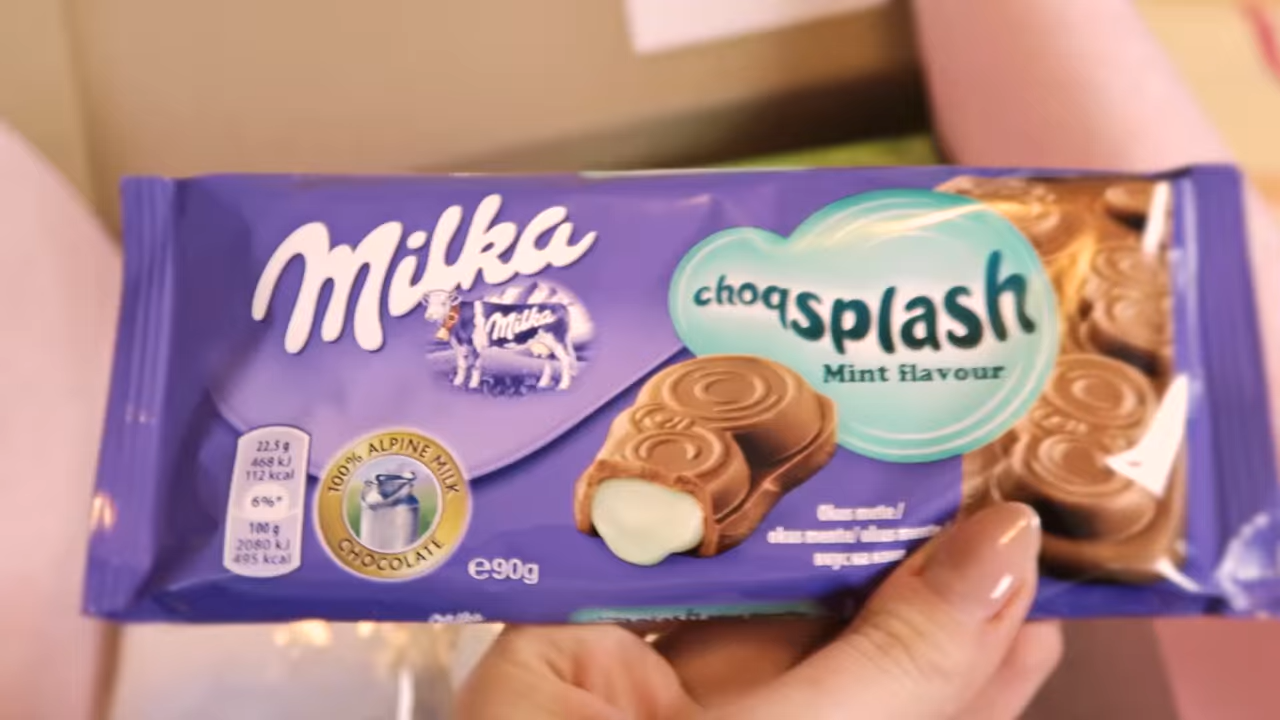 Milka
Milka
choqsplash
Mint flavour
22,5 g
468 kJ
112 kcal
6%*
100 g
2080 kJ
495 kcal
100% ALPINE MILK
CHOCOLATE
℮90g